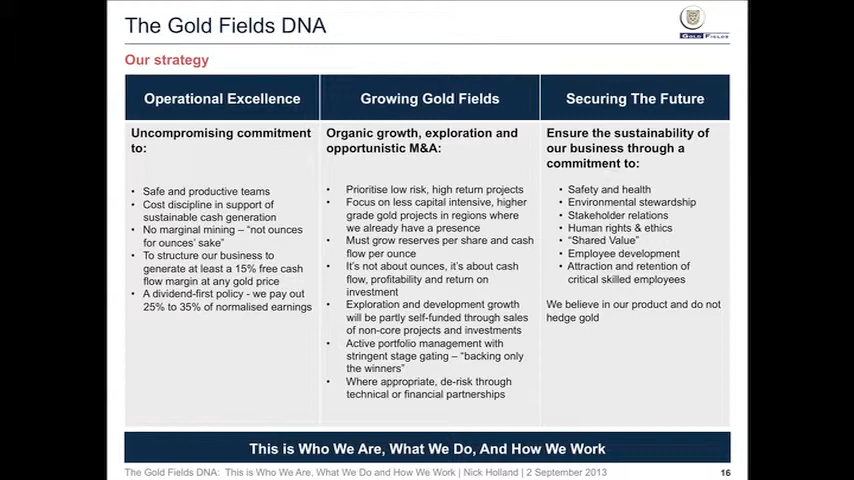 The Gold Fields DNA
GOLD FIELDS
Our strategy
Operational Excellence
Uncompromising commitment
to:
• Safe and productive teams
• Cost discipline in support of
sustainable cash generation
• No marginal mining – “not ounces
for ounces’ sake”
• To structure our business to
generate at least a 15% free cash
flow margin at any gold price
• A dividend-first policy - we pay out
25% to 35% of normalised earnings
Growing Gold Fields
Organic growth, exploration and
opportunistic M&A:
• Prioritise low risk, high return projects
• Focus on less capital intensive, higher
grade gold projects in regions where
we already have a presence
• Must grow reserves per share and cash
flow per ounce
• It’s not about ounces, it’s about cash
flow, profitability and return on
investment
• Exploration and development growth
will be partly self-funded through sales
of non-core projects and investments
• Active portfolio management with
stringent stage gating – “backing only
the winners”
• Where appropriate, de-risk through
technical or financial partnerships
Securing The Future
Ensure the sustainability of
our business through a
commitment to:
• Safety and health
• Environmental stewardship
• Stakeholder relations
• Human rights & ethics
• “Shared Value”
• Employee development
• Attraction and retention of
critical skilled employees
We believe in our product and do not
hedge gold
This is Who We Are, What We Do, And How We Work
The Gold Fields DNA: This is Who We Are, What We Do and How We Work | Nick Holland | 2 September 2013
16